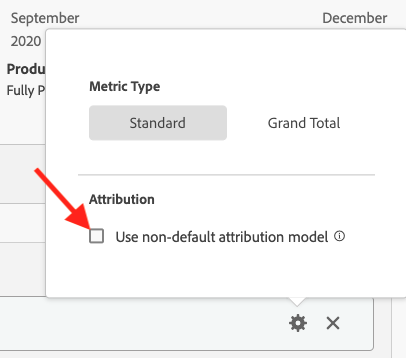 September
December
2020
Produ
Fully P
Metric Type
Standard
Grand Total
Attribution
Use non-default attribution model